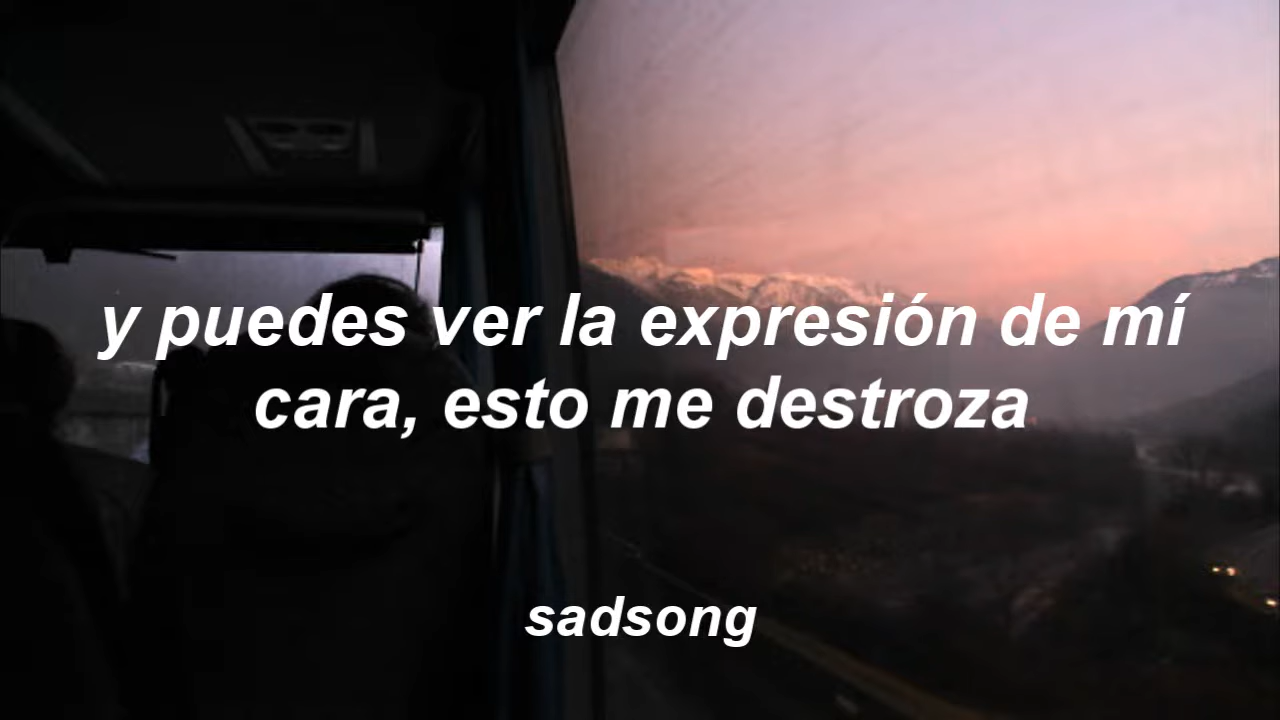 y puedes ver la expresión de mí
cara, esto me destroza
sadsong